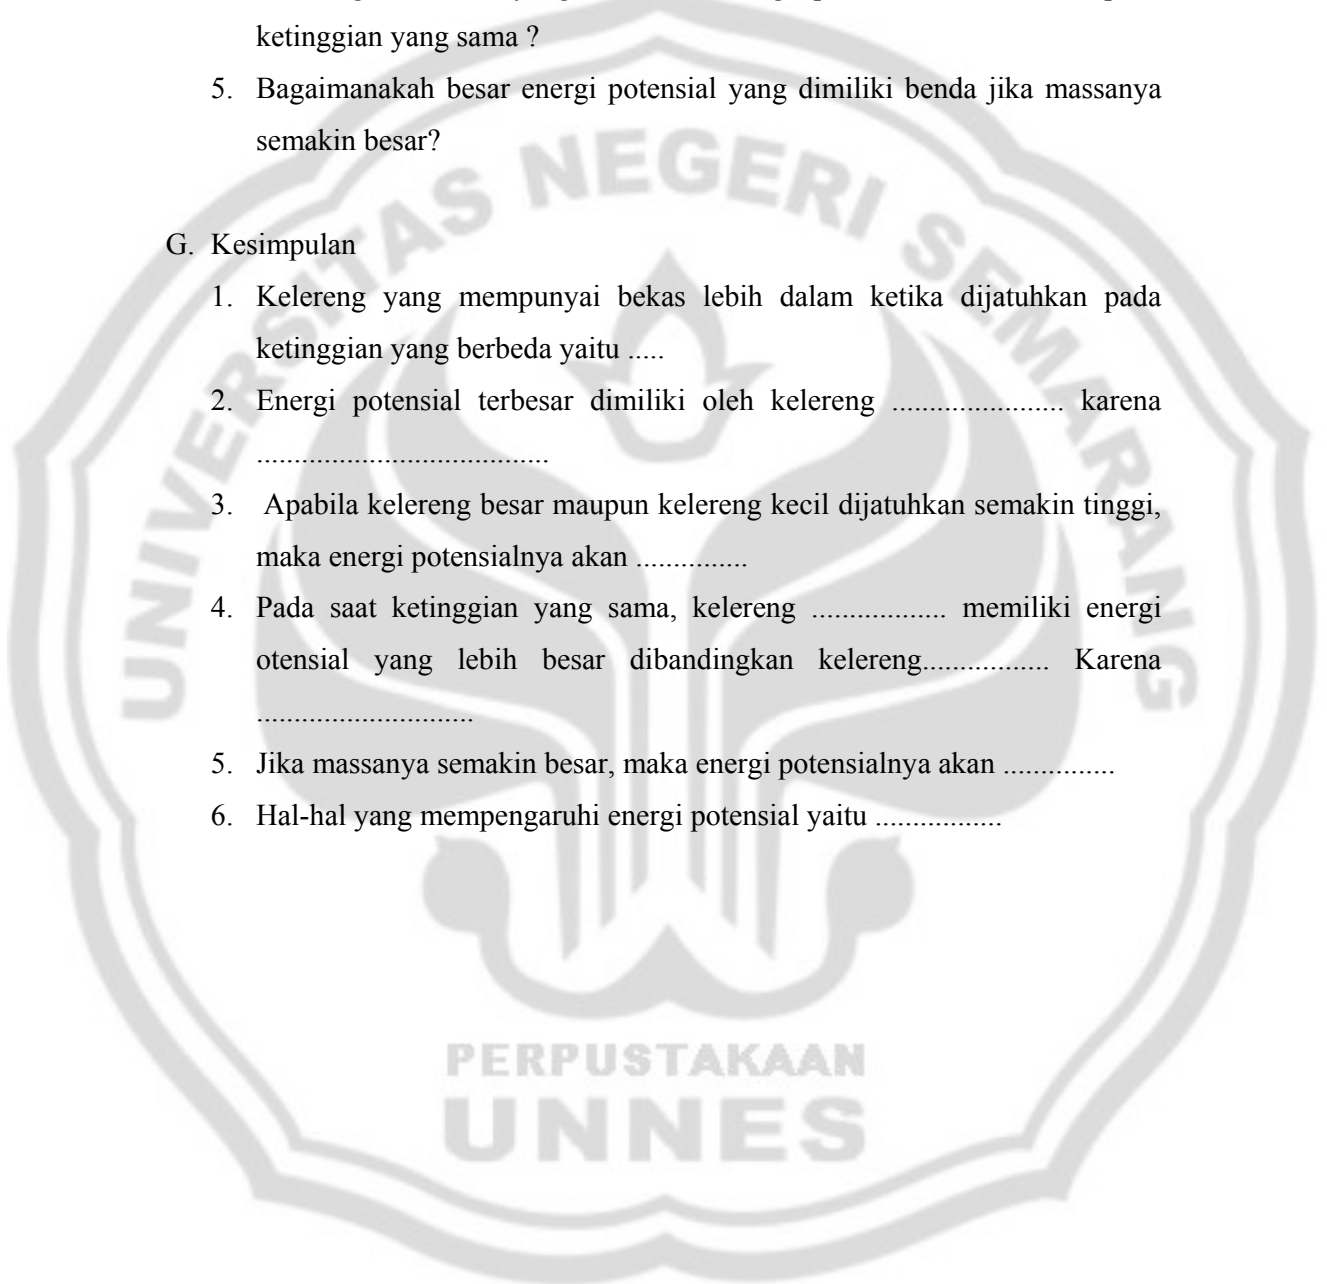 ketinggian yang sama ?
5. Bagaimanakah besar energi potensial yang dimiliki benda jika massanya
semakin besar?
UNIVERSITAS NEGERI SEMARANG
G. Kesimpulan
1. Kelereng yang mempunyai bekas lebih dalam ketika dijatuhkan pada
ketinggian yang berbeda yaitu .....
2. Energi potensial terbesar dimiliki oleh kelereng ....................... karena
.......................................
3. Apabila kelereng besar maupun kelereng kecil dijatuhkan semakin tinggi,
maka energi potensialnya akan ...............
4. Pada saat ketinggian yang sama, kelereng .................. memiliki energi
otensial yang lebih besar dibandingkan kelereng................. Karena
.............................
5. Jika massanya semakin besar, maka energi potensialnya akan ...............
6. Hal-hal yang mempengaruhi energi potensial yaitu .................
PERPUSTAKAAN
UNNES